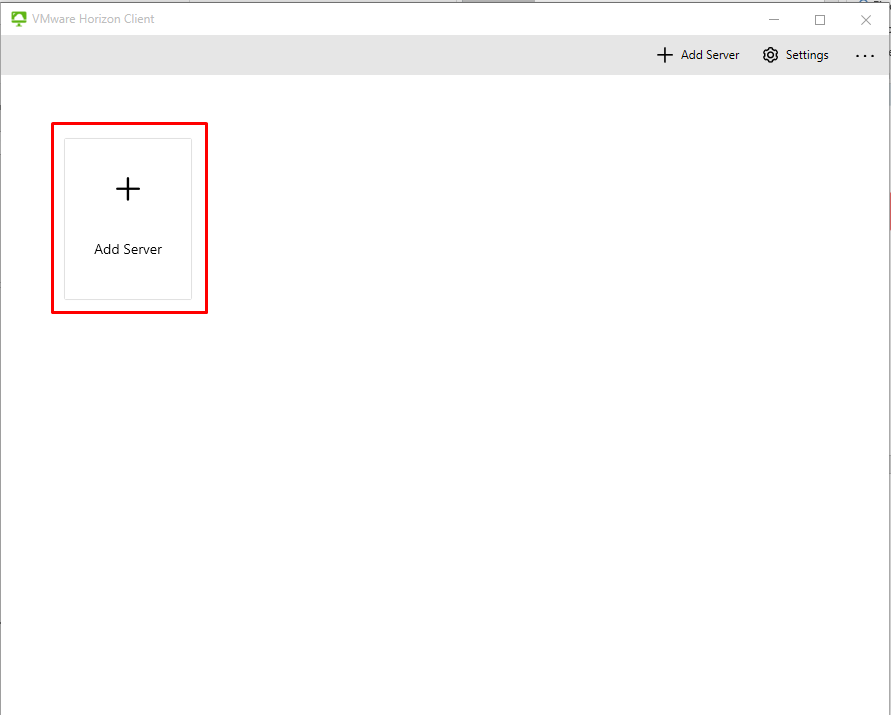 VMware Horizon Client
Add Server Settings
Add Server